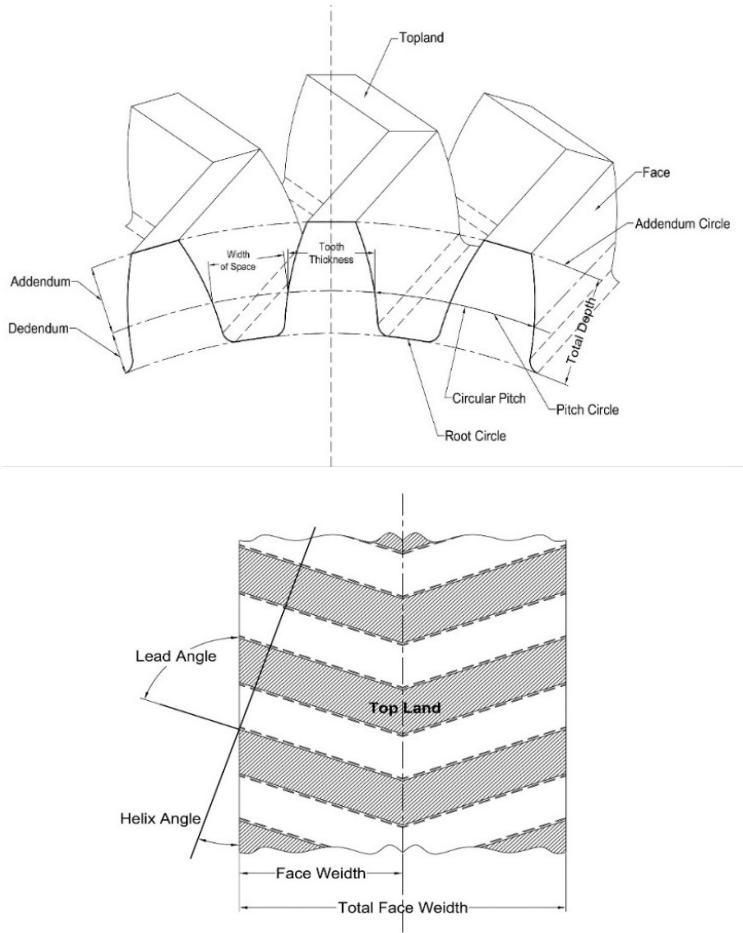 Topland
Face
Addendum Circle
Width
of Space
Tooth
Thickness
Addendum
Dedendum
Total Depth
Circular Pitch
Pitch Circle
Root Circle
Lead Angle
Top Land
Helix Angle
Face Weidth
Total Face Weidth